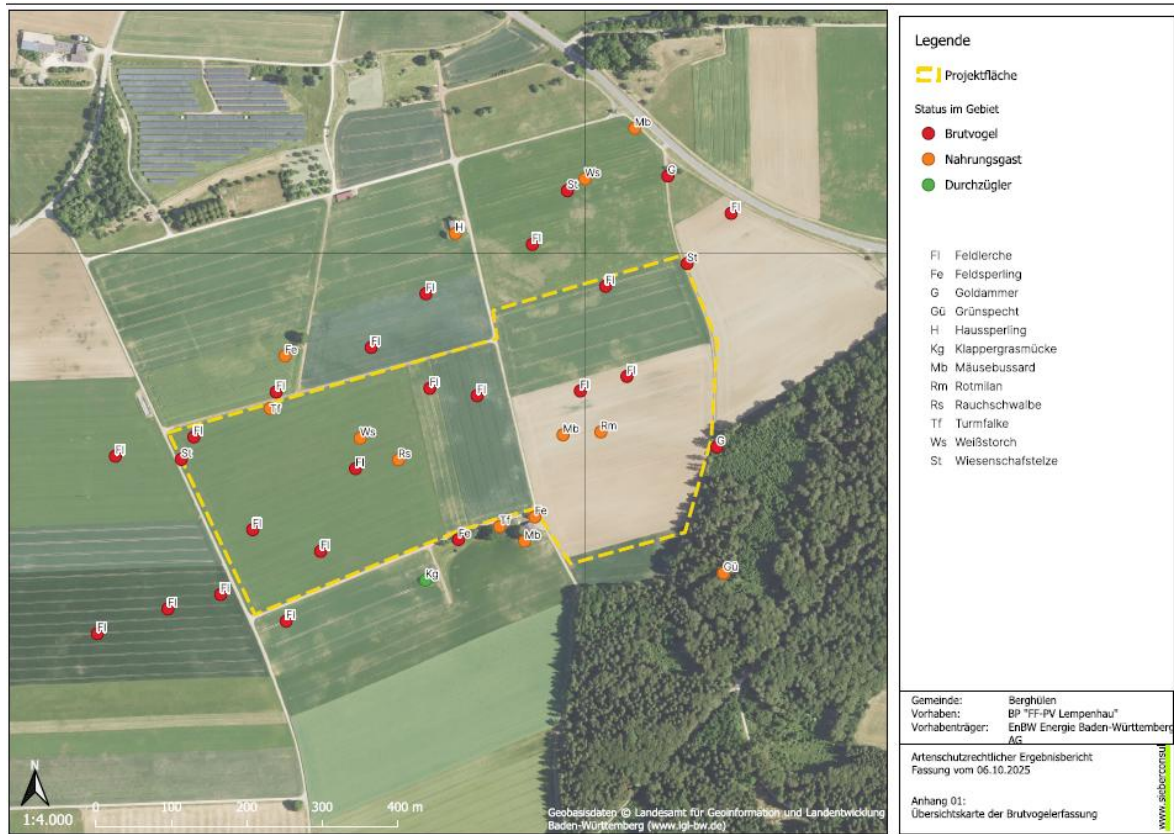 Legende
Projektfläche
Status im Gebiet
Brutvogel
Nahrungsgast
Durchzügler
Fl Feldlerche
Fe Feldsperling
G Goldammer
Gü Grünspecht
H Haussperling
Kg Klappergrasmücke
Mb Mäusebussard
Rm Rotmilan
Rs Rauchschwalbe
Tf Turmfalke
Ws Weißstorch
St Wiesenschafstelze
Mb
Ws
G
St
Fl
H
Fl
St
Fl
Fl
Fl
Fe
Fl
Fl
Fl
Fl
Fl
Tf
Fl
Ws
Mb
Rm
G
Fl
St
Rs
Fl
Fl
Fe
Tf
Fe
Mb
Fl
Kg
Gü
Fl
Fl
Fl
Fl
N
1:4.000
0 100 200 300 400 m
Geobasisdaten © Landesamt für Geoinformation und Landentwicklung
Baden-Württemberg (www.lgl-bw.de)
Gemeinde: Berghülen
Vorhaben: BP "FF-PV Lempenhau"
Vorhabenträger: EnBW Energie Baden-Württemberg
AG
Artenschutzrechtlicher Ergebnisbericht
Fassung vom 06.10.2025
Anhang 01:
Übersichtskarte der Brutvogelerfassung
www.sieberconsul